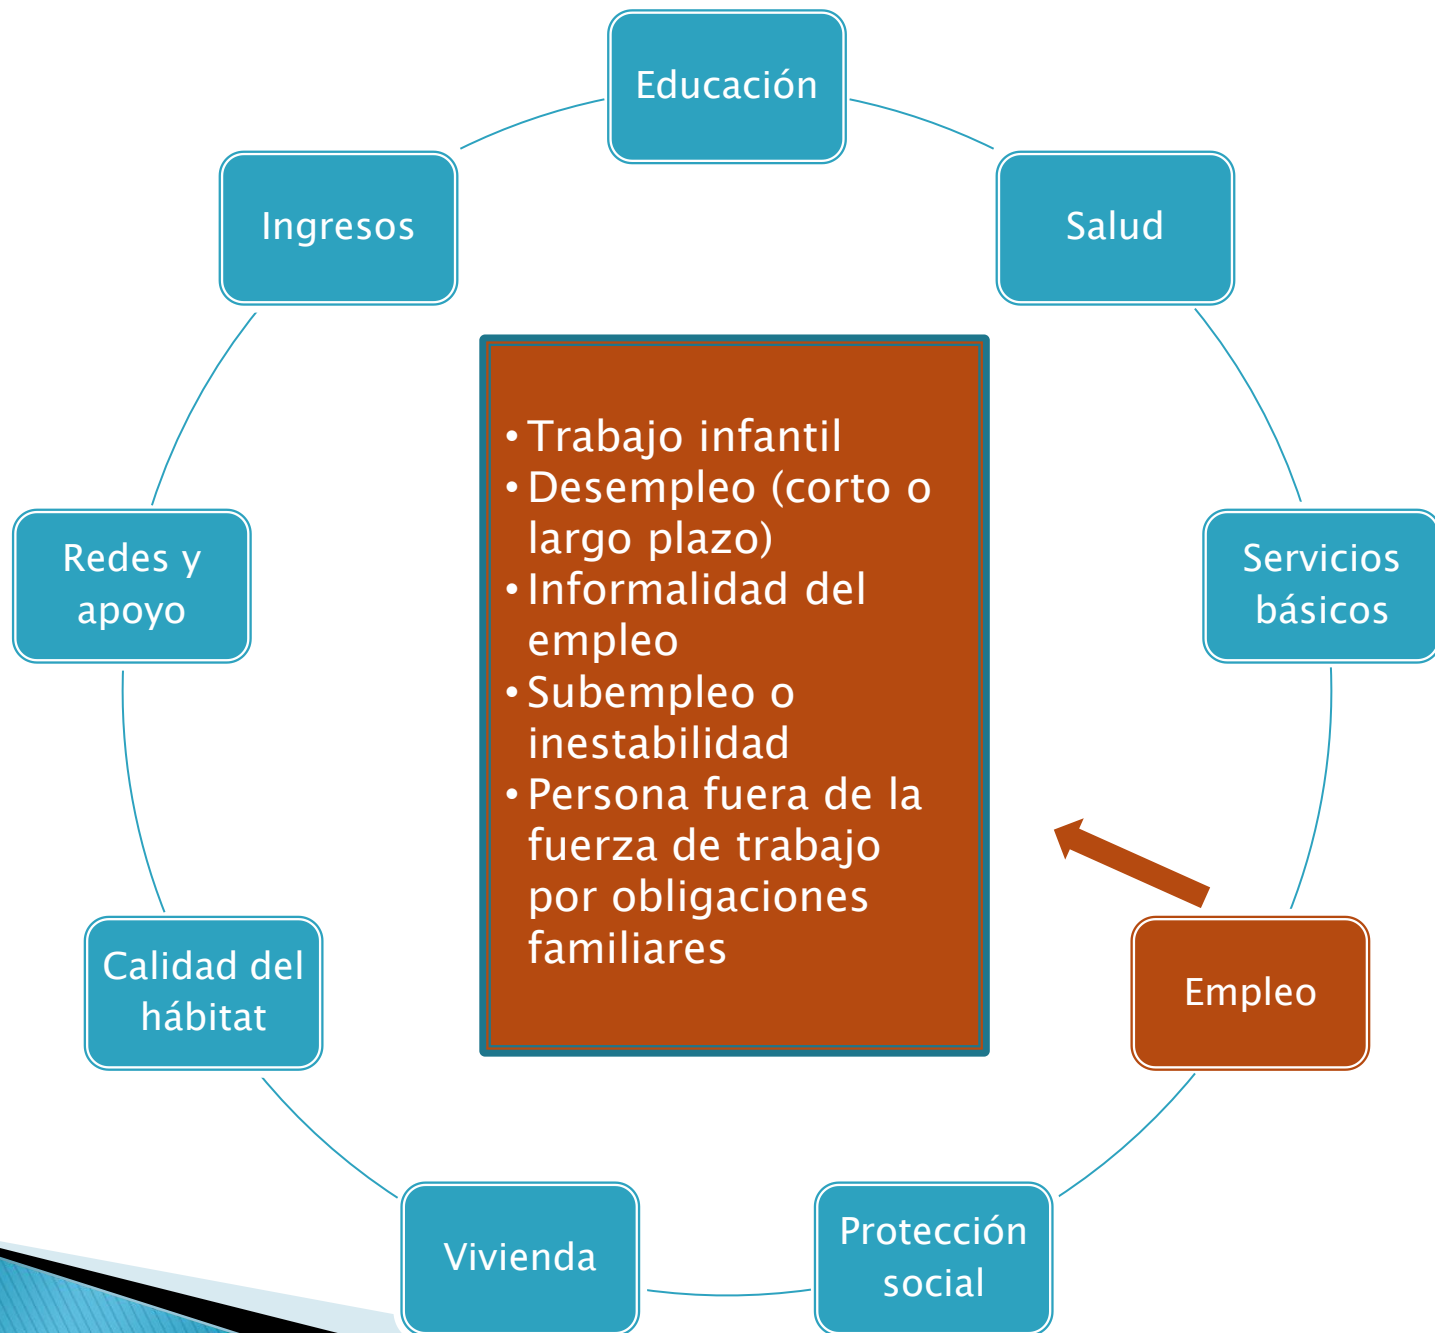 Educación
Ingresos
Salud
• Trabajo infantil
• Desempleo (corto o
largo plazo)
• Informalidad del
empleo
• Subempleo o
inestabilidad
• Persona fuera de la
fuerza de trabajo
por obligaciones
familiares
Redes y
apoyo
Servicios
básicos
Calidad del
hábitat
Empleo
Vivienda
Protección
social